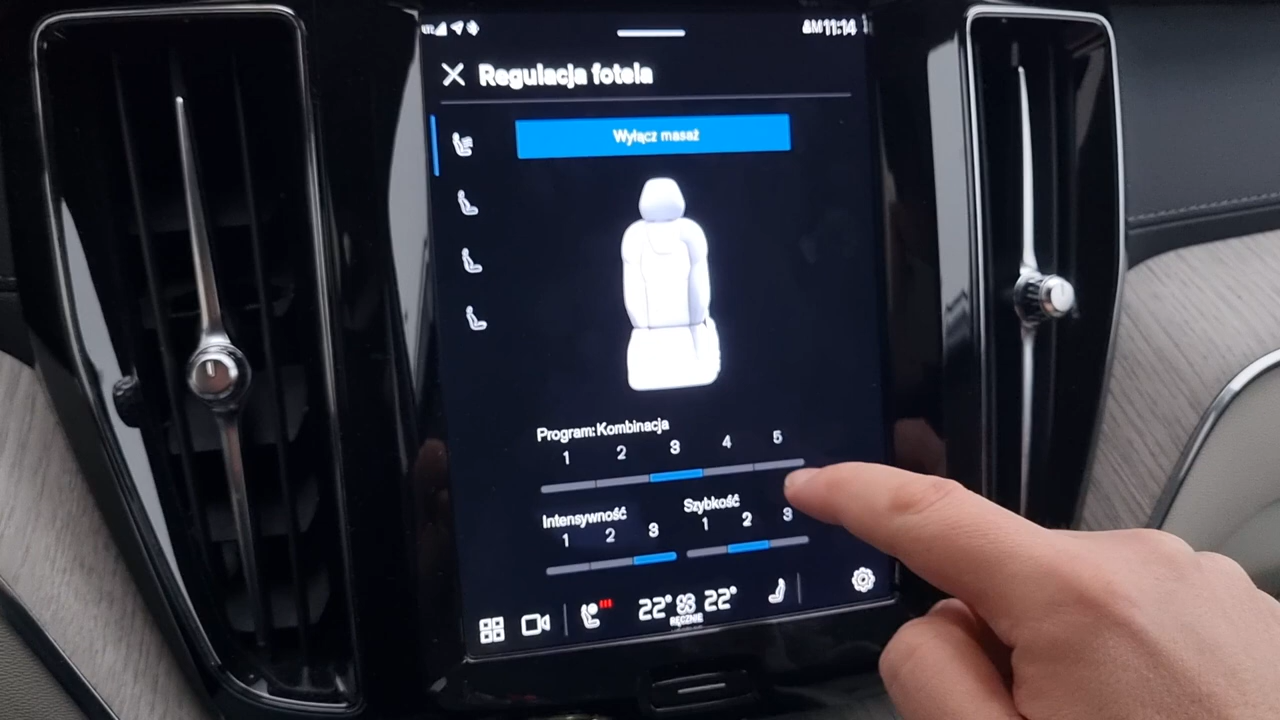 11:14
Regulacja fotela
Wyłącz masaż
Program: Kombinacja
1 2 3 4 5
Intensywność
1 2 3
Szybkość
1 2 3
22° 22°
RĘCZNIE